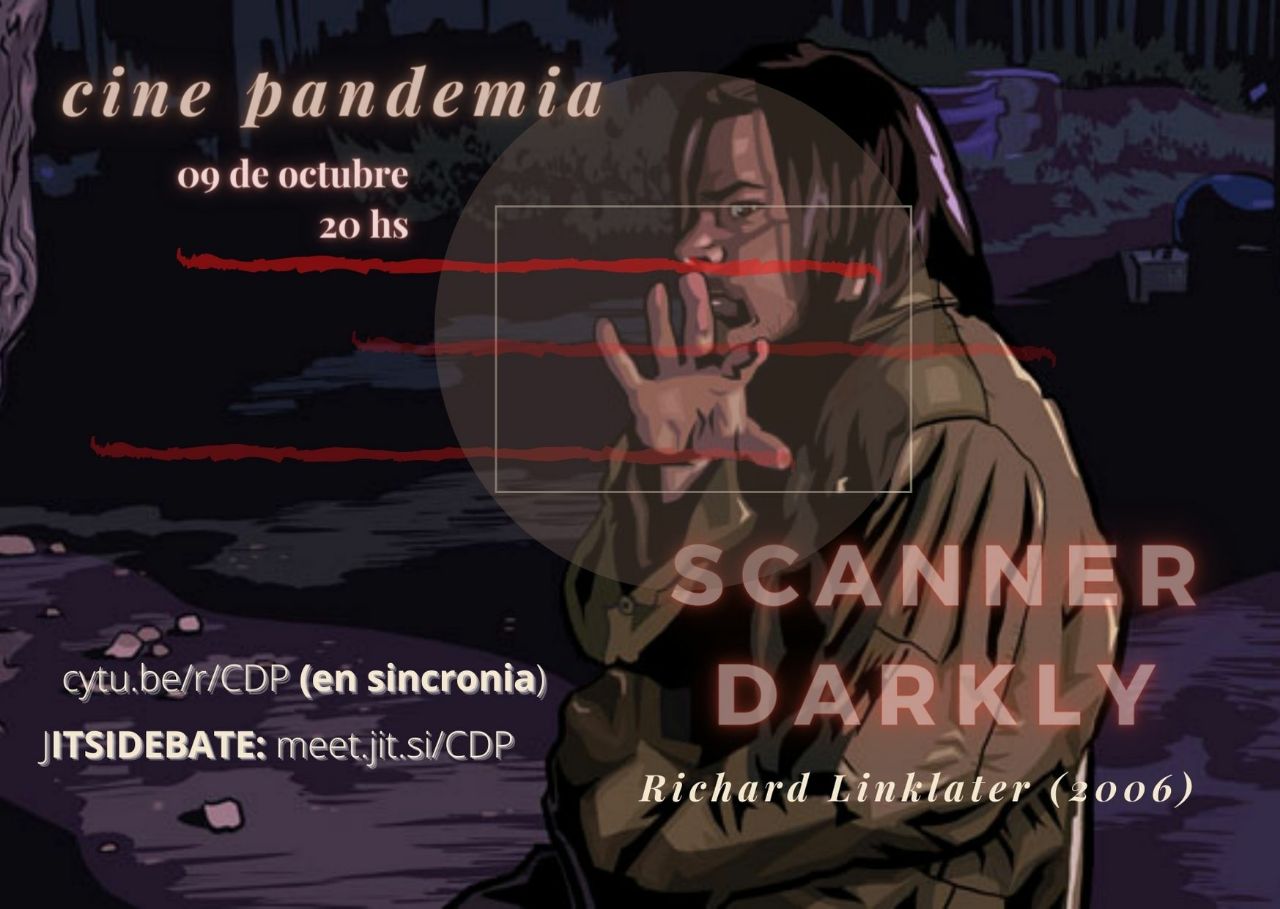 cine pandemia
09 de octubre
20 hs
SCANNER
DARKLY
Richard Linklater (2006)
cytu.be/r/CDP (en sincronia)
JITSIDEBATE: meet.jit.si/CDP